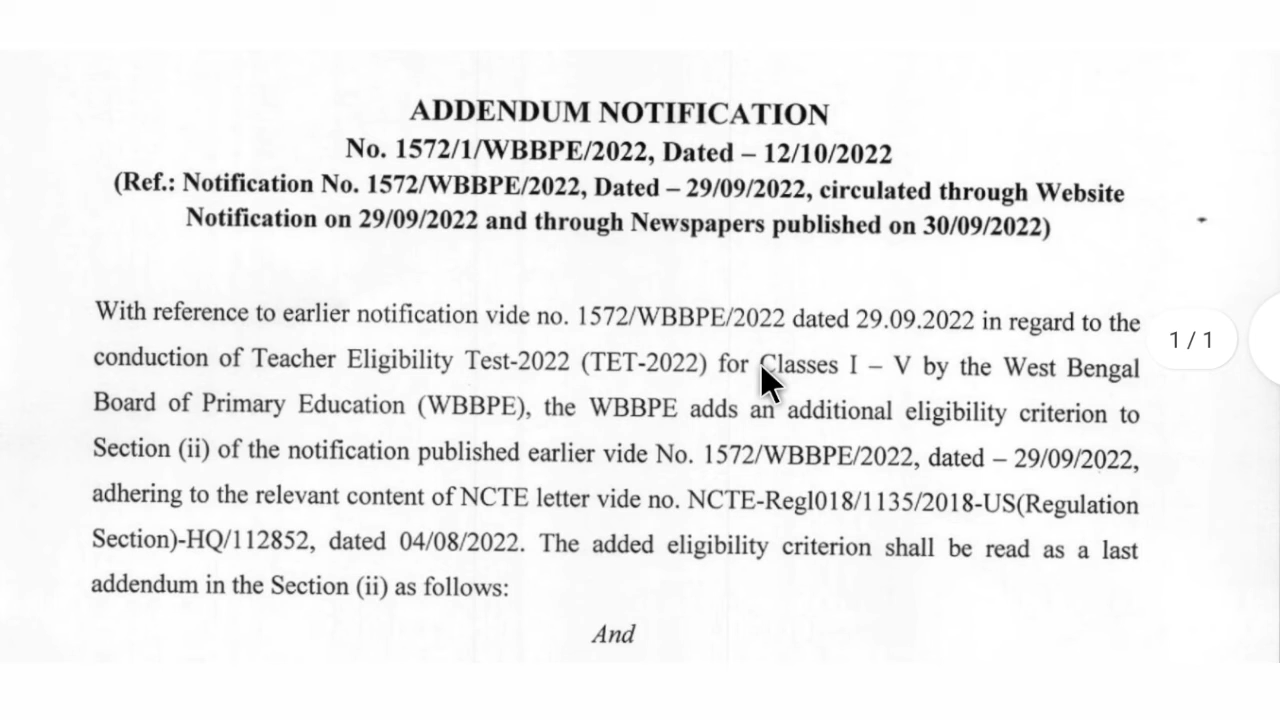 ADDENDUM NOTIFICATION
No. 1572/1/WBBPE/2022, Dated – 12/10/2022
(Ref.: Notification No. 1572/WBBPE/2022, Dated – 29/09/2022, circulated through Website
Notification on 29/09/2022 and through Newspapers published on 30/09/2022)
With reference to earlier notification vide no. 1572/WBBPE/2022 dated 29.09.2022 in regard to the
conduction of Teacher Eligibility Test-2022 (TET-2022) for Classes I – V by the West Bengal
Board of Primary Education (WBBPE), the WBBPE adds an additional eligibility criterion to
Section (ii) of the notification published earlier vide No. 1572/WBBPE/2022, dated – 29/09/2022,
adhering to the relevant content of NCTE letter vide no. NCTE-Regl018/1135/2018-US(Regulation
Section)-HQ/112852, dated 04/08/2022. The added eligibility criterion shall be read as a last
addendum in the Section (ii) as follows:
And
1 / 1